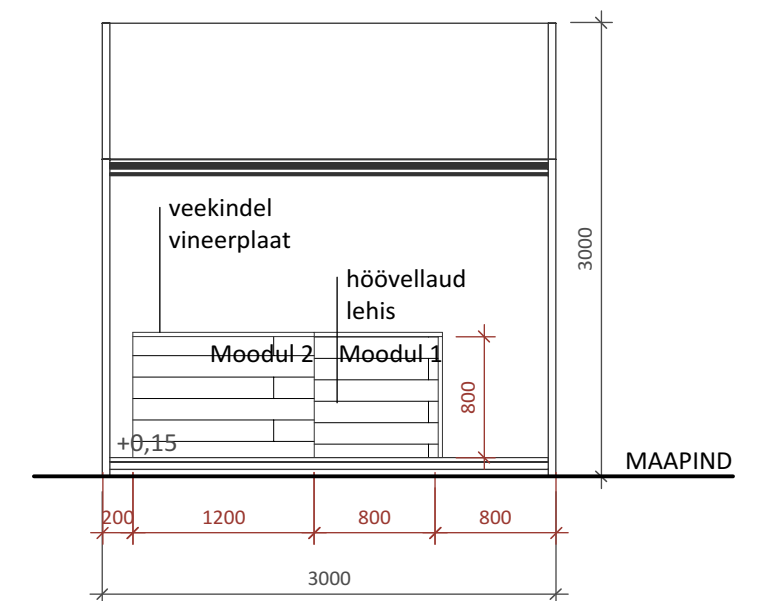 veekindel
vineerplaat
höövellaud
lehis
3000
Moodul 2
Moodul 1
800
+0,15
MAAPIND
200
1200
800
800
3000